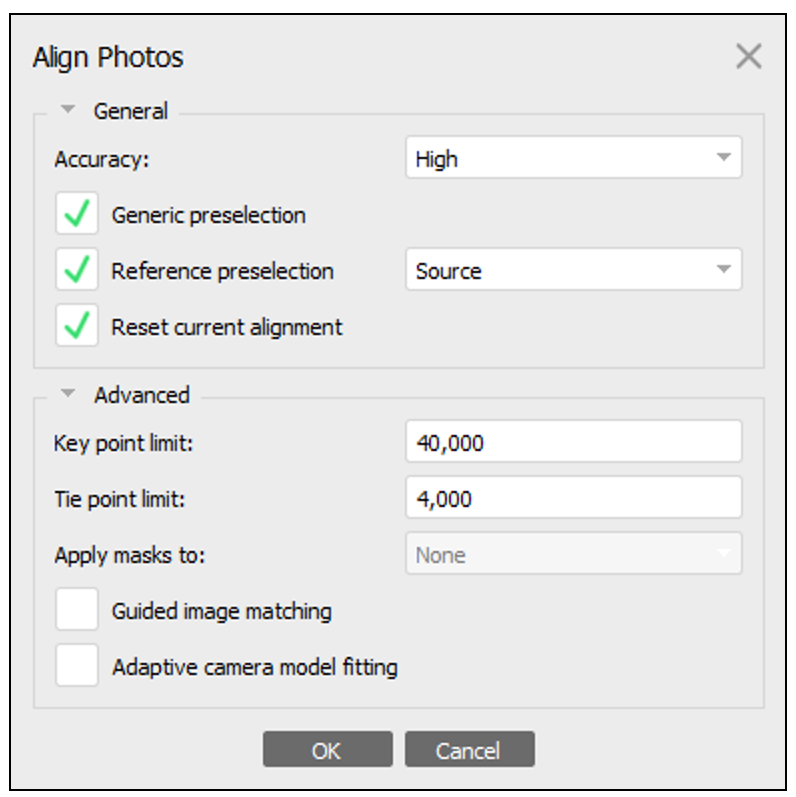 Align Photos
General
Accuracy: High
Generic preselection
Reference preselection Source
Reset current alignment
Advanced
Key point limit: 40,000
Tie point limit: 4,000
Apply masks to: None
Guided image matching
Adaptive camera model fitting
OK Cancel